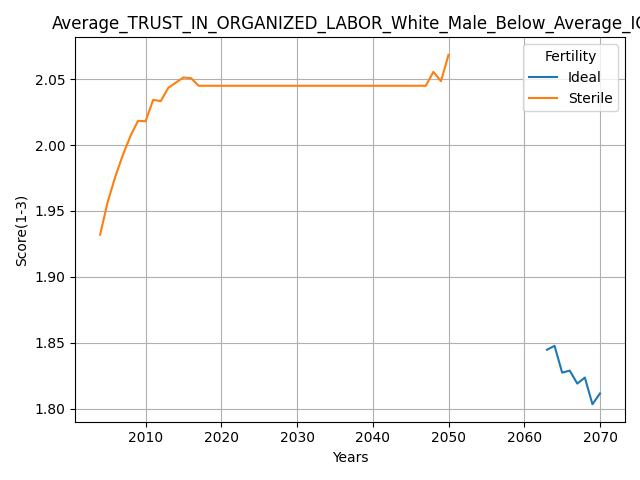 Average_TRUST_IN_ORGANIZED_LABOR_White_Male_Below_Average_IQ
Fertility
Ideal
Sterile
2.05
2.00
1.95
1.90
1.85
1.80
Score(1-3)
2010 2020 2030 2040 2050 2060 2070
Years